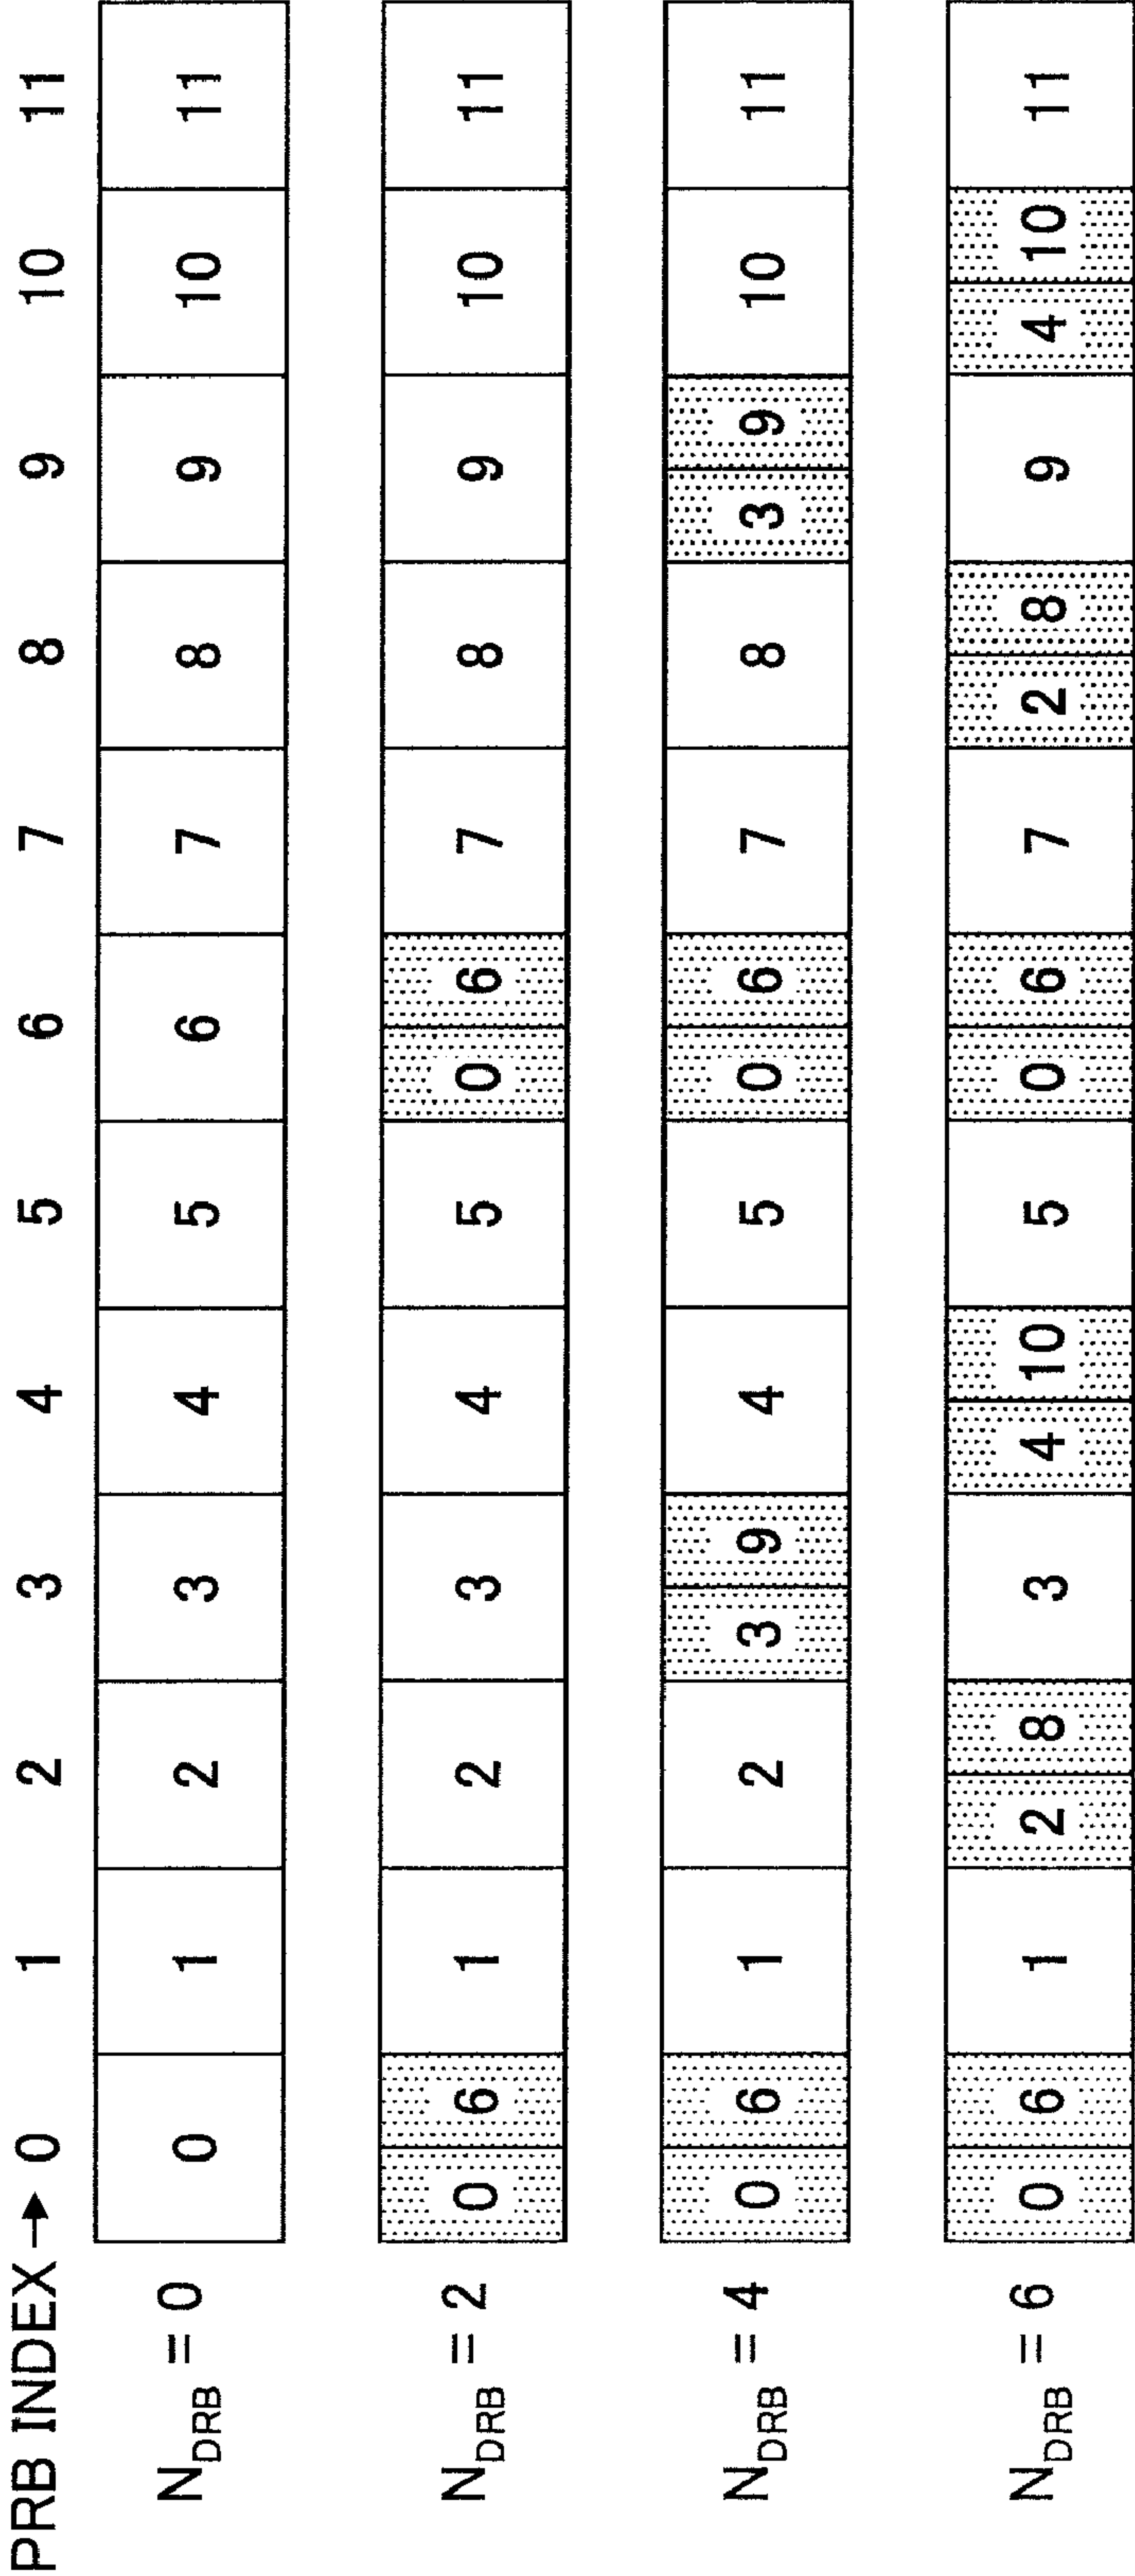 PRB INDEX → 0 1 2 3 4 5 6 7 8 9 10 11
N_DRB = 0 0 1 2 3 4 5 6 7 8 9 10 11
N_DRB = 2 0 6 1 2 3 4 5 0 6 7 8 9 10 11
N_DRB = 4 0 6 1 2 3 9 4 5 0 6 7 8 3 9 10 11
N_DRB = 6 0 6 1 2 8 3 4 10 5 0 6 7 2 8 9 4 10 11